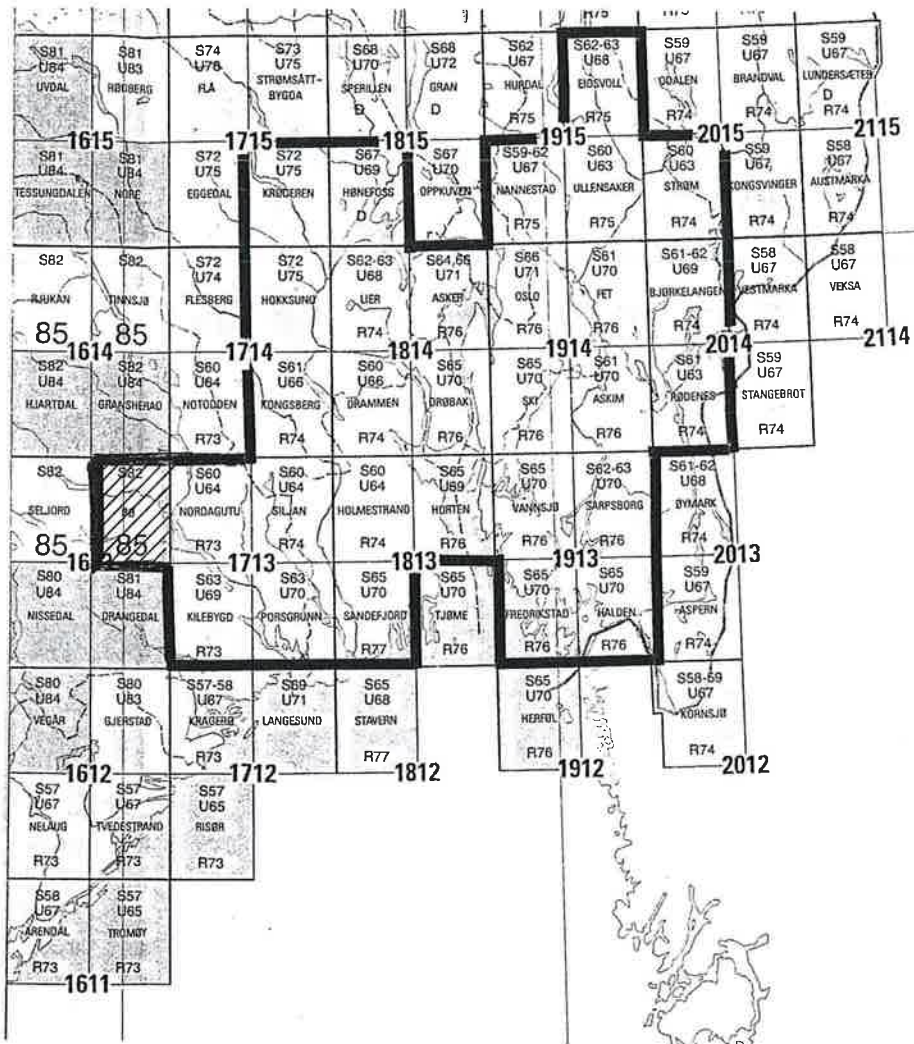 R75
S81 S81 S74 S73 S68 S68 S62 S62-63 S59 S59 S59
U84 U83 U78 U75 U70 U72 U67 U68 U67 U67 U67
UVDAL RØDBERG FLÅ STRØMSÅTT- SPERILLEN GRAN HURDAL EIDSVOLL ODALEN BRANDVAL LUNDERSÆTER
BYGDA
D D D
R75 R75 R74 R74 R74
1615 1715 1815 1915 2015 2115
S81 S81 S72 S72 S67 S67 S59-62 S60 S60 S59 S58
U84 U84 U75 U75 U69 U70 U67 U63 U63 U67 U67
TESSUNGDALEN NORE EGGEDAL KRØDEREN HØNEFOSS OPPKUVEN NANNESTAD ULLENSAKER STRØM KONGSVINGER AUSTMARKA
D R75 R75 R74 R74 R74
S82 S82 S72 S72 S62-63 S64,66 S66 S61 S61-62 S58 S58
U74 U75 U68 U71 U71 U70 U69 U67 U67
RJUKAN TINNSJØ FLESBERG HOKKSUND LIER ASKER OSLO FET BJØRKELANGEN VESTMARKA VEKSA
85 85 R74 R76 R76 R76 R74 R74 R74
1614 1714 1814 1914 2014 2114
S82 S82 S60 S61 S60 S65 S65 S61 S61 S59
U84 U84 U64 U66 U66 U70 U70 U70 U63 U67
HJARTDAL GRANSHERAD NOTODDEN KONGSBERG DRAMMEN DRØBAK SKI ASKIM RØDENES STANGEBROT
R73 R74 R74 R76 R76 R76 R74 R74
S82 S82 S60 S60 S60 S65 S65 S62-63 S61-62
U64 U64 U64 U69 U70 U70 U68
SELJORD BØ NORDAGUTU SILJAN HOLMESTRAND HORTEN VANNSJØ SARPSBORG ØYMARK
85 85 R73 R74 R74 R76 R76 R76 R74
1713 1813 1913 2013
S80 S81 S63 S63 S65 S65 S65 S65 S59
U84 U84 U69 U70 U70 U70 U70 U70 U67
NISSEDAL DRANGEDAL KILEBYGD PORSGRUNN SANDEFJORD TJØME FREDRIKSTAD HALDEN ASPERN
R73 R77 R76 R76 R76 R74
S80 S80 S57-58 S69 S65 S65 S58-59
U84 U83 U67 U71 U68 U70 U67
VEGÅR GJERSTAD KRAGERØ LANGESUND STAVERN HERFØL KORNSJØ
R73 R77 R76 R74
1612 1712 1812 1912 2012
S57 S57 S57
U67 U67 U65
NELAUG TVEDESTRAND RISØR
R73 R73 R73
S58 S57
U67 U65
ARENDAL TROMØY
R73 R73
1611